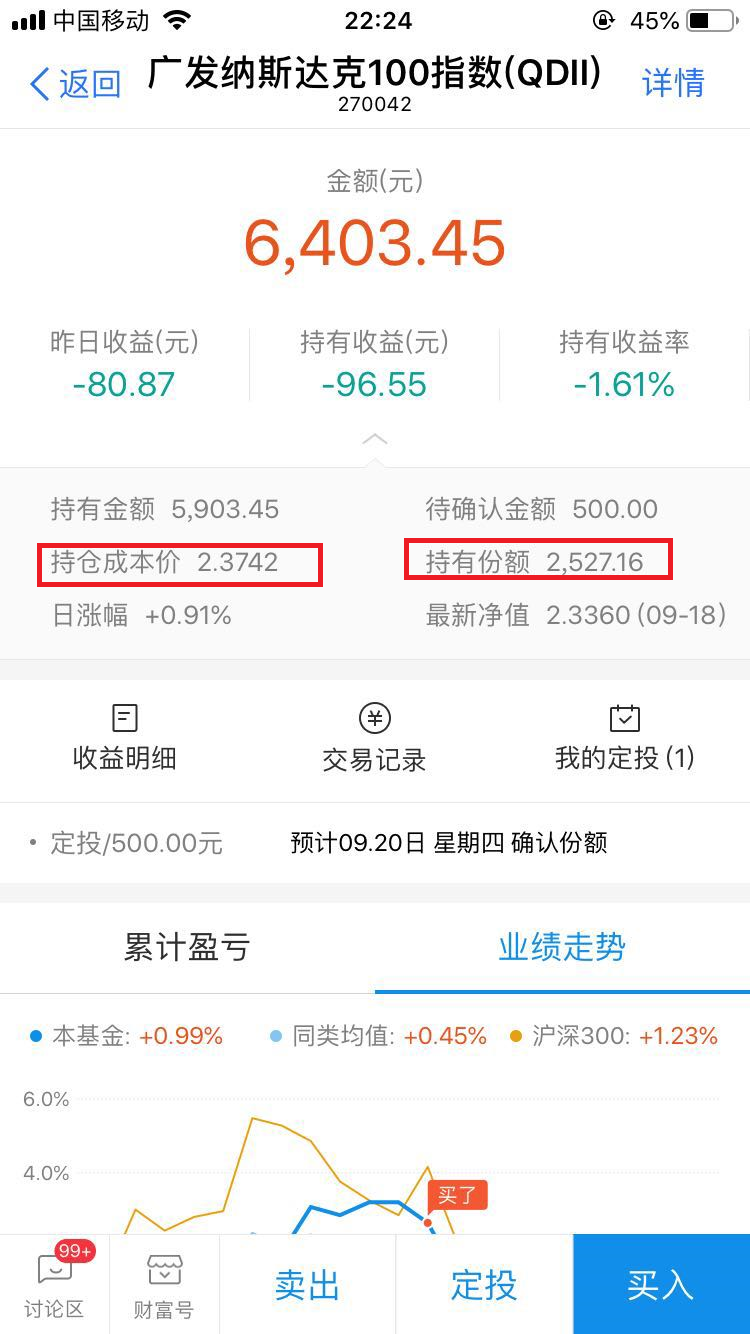 中国移动 22:24 45%
返回 广发纳斯达克100指数(QDII) 详情
270042
金额(元)
6,403.45
昨日收益(元) 持有收益(元) 持有收益率
-80.87 -96.55 -1.61%
持有金额 5,903.45 待确认金额 500.00
持仓成本价 2.3742 持有份额 2,527.16
日涨幅 +0.91% 最新净值 2.3360 (09-18)
收益明细 交易记录 我的定投 (1)
· 定投/500.00元 预计09.20日 星期四 确认份额
累计盈亏 业绩走势
本基金: +0.99% 同类均值: +0.45% 沪深300: +1.23%
6.0%
4.0%
买了
99+
讨论区 财富号 卖出 定投 买入